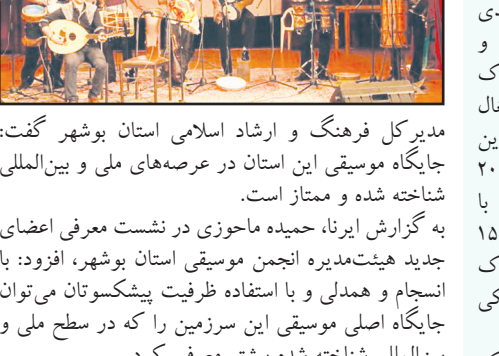 مدیرکل فرهنگ و ارشاد اسلامی استان بوشهر گفت:
جایگاه موسیقی این استان در عرصه‌های ملی و بین‌المللی
شناخته شده و ممتاز است.
به گزارش ایرنا، حمیده ماحوزی در نشست معرفی اعضای
جدید هیئت‌مدیره انجمن موسیقی استان بوشهر، افزود: با
انسجام و همدلی و با استفاده ظرفیت پیشکسوتان می‌توان
جایگاه اصلی موسیقی این سرزمین را که در سطح ملی و
و
۲۰
با
۱۵